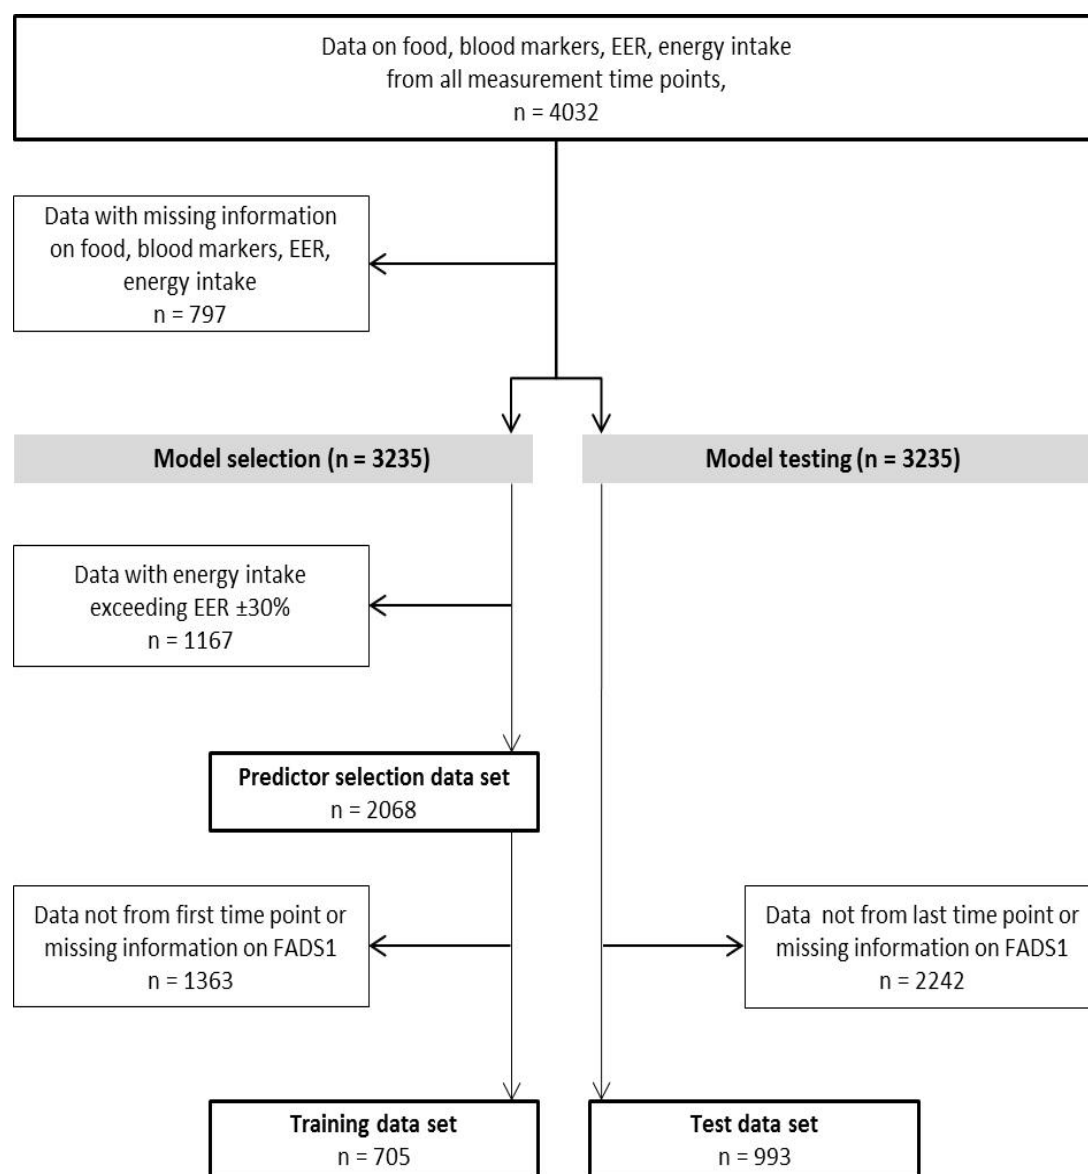 Data on food, blood markers, EER, energy intake
from all measurement time points,
n = 4032
Data with missing information
on food, blood markers, EER,
energy intake
n = 797
Model selection (n = 3235)
Model testing (n = 3235)
Data with energy intake
exceeding EER ±30%
n = 1167
Predictor selection data set
n = 2068
Data not from first time point or
missing information on FADS1
n = 1363
Data not from last time point or
missing information on FADS1
n = 2242
Training data set
n = 705
Test data set
n = 993